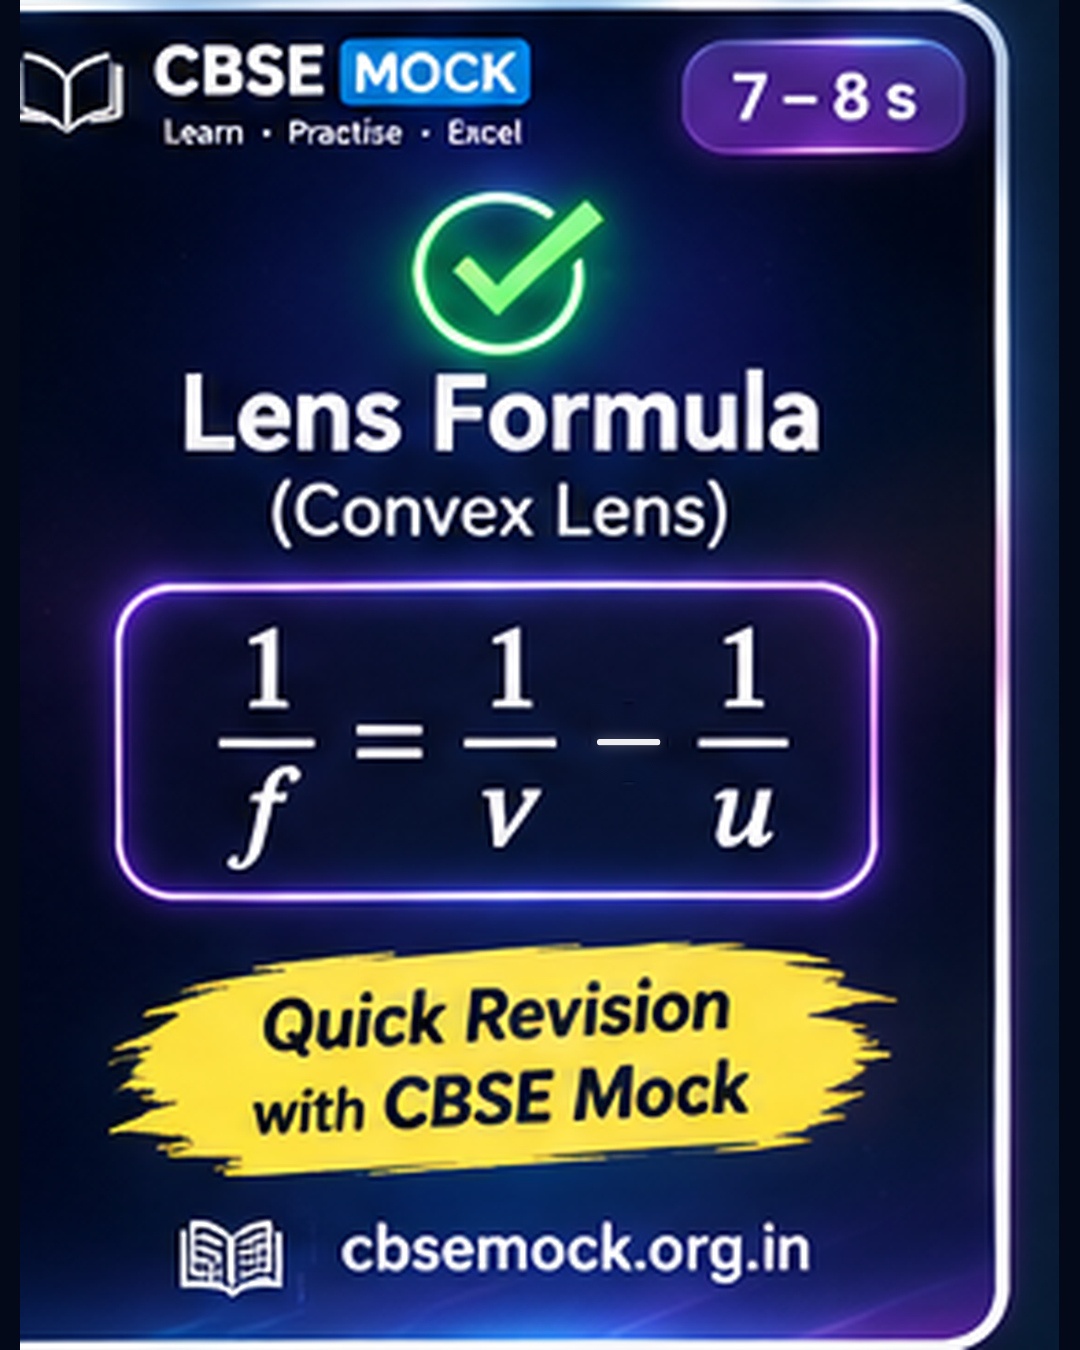 CBSE MOCK
Learn · Practise · Excel
7 – 8 s
Lens Formula
(Convex Lens)
1/f = 1/v – 1/u
Quick Revision
with CBSE Mock
cbsemock.org.in